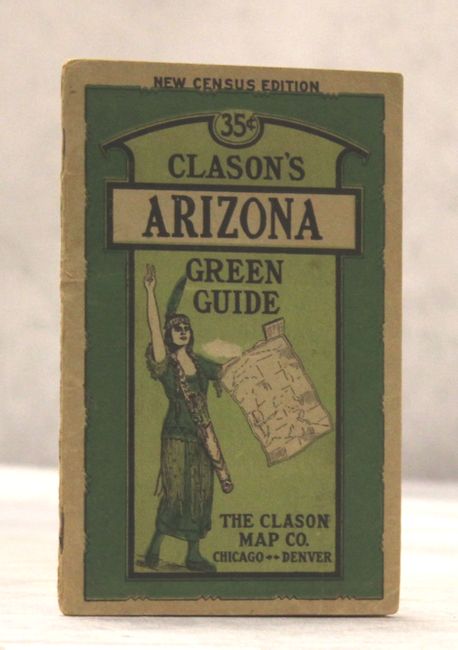 NEW CENSUS EDITION
35¢
CLASON'S
ARIZONA
GREEN
GUIDE
THE CLASON
MAP CO.
CHICAGO ↔ DENVER